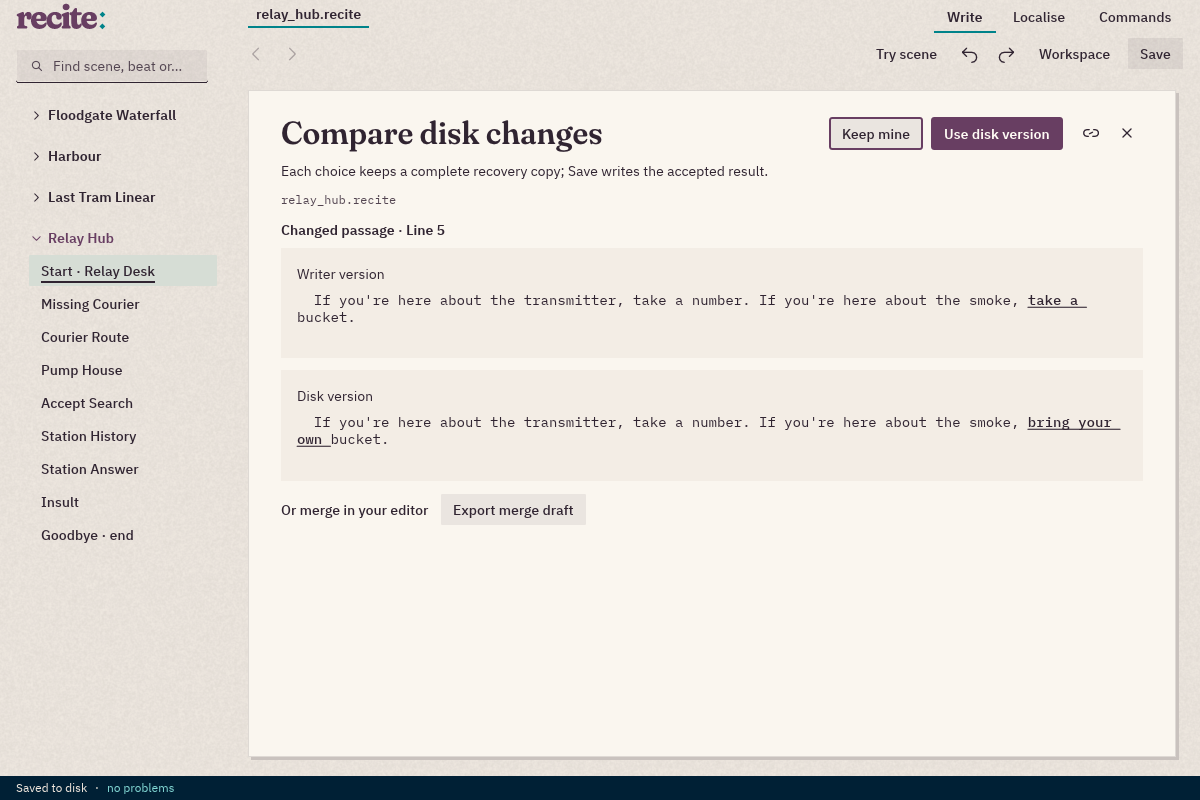 recite:
relay_hub.recite
Write
Localise
Commands
Find scene, beat or...
Try scene
Workspace
Save
Floodgate Waterfall
Harbour
Last Tram Linear
Relay Hub
Start · Relay Desk
Missing Courier
Courier Route
Pump House
Accept Search
Station History
Station Answer
Insult
Goodbye · end
Compare disk changes
Keep mine
Use disk version
Each choice keeps a complete recovery copy; Save writes the accepted result.
relay_hub.recite
Changed passage · Line 5
Writer version
If you're here about the transmitter, take a number. If you're here about the smoke, take a
bucket.
Disk version
If you're here about the transmitter, take a number. If you're here about the smoke, bring your
own bucket.
Or merge in your editor
Export merge draft
Saved to disk · no problems